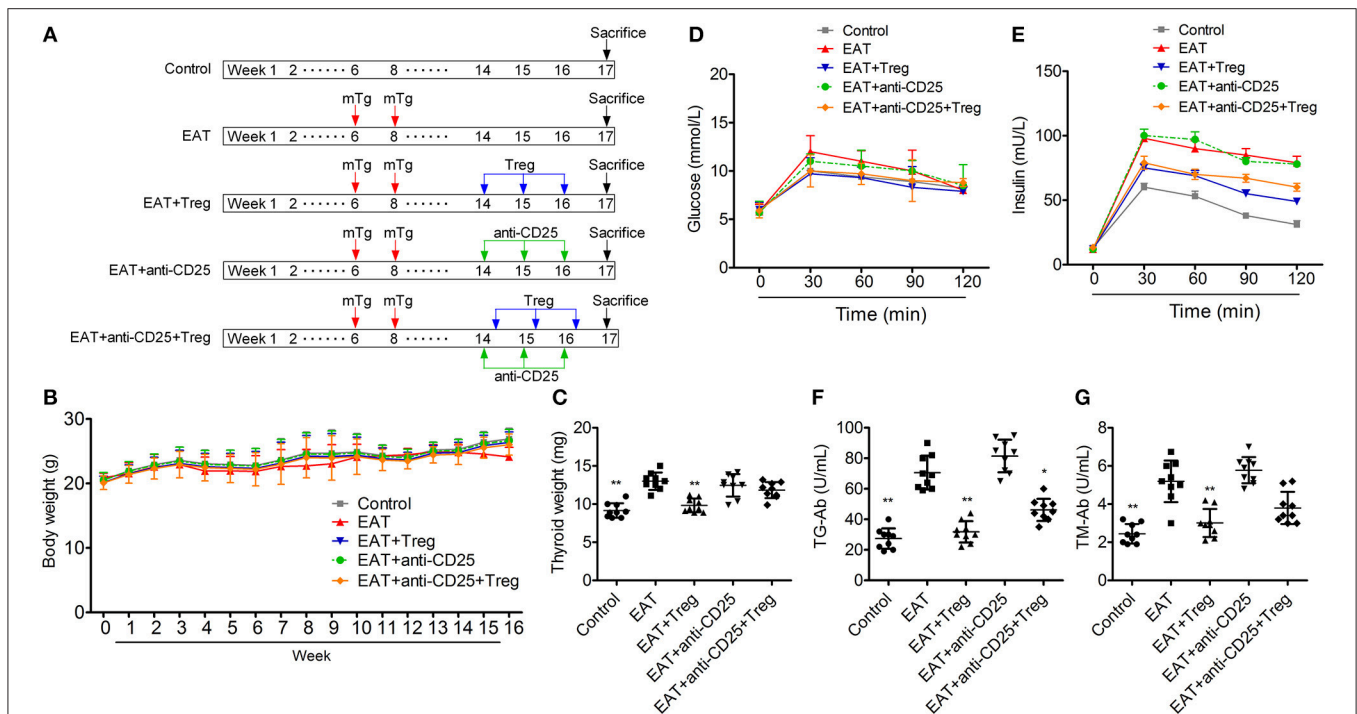 A
Sacrifice
Control Week 1 2 ······ 6 8 ······ 14 15 16 17
mTg mTg Sacrifice
EAT Week 1 2 ······ 6 8 ······ 14 15 16 17
mTg mTg Treg Sacrifice
EAT+Treg Week 1 2 ······ 6 8 ······ 14 15 16 17
mTg mTg anti-CD25 Sacrifice
EAT+anti-CD25 Week 1 2 ······ 6 8 ······ 14 15 16 17
mTg mTg Treg Sacrifice
EAT+anti-CD25+Treg Week 1 2 ······ 6 8 ······ 14 15 16 17
anti-CD25
B
Body weight (g)
30
20
10
0
0 1 2 3 4 5 6 7 8 9 10 11 12 13 14 15 16
Week
Control
EAT
EAT+Treg
EAT+anti-CD25
EAT+anti-CD25+Treg
C
Thyroid weight (mg)
20
15
10
5
0
** **
Control
EAT
EAT+Treg
EAT+anti-CD25
EAT+anti-CD25+Treg
D
Control
EAT
EAT+Treg
EAT+anti-CD25
EAT+anti-CD25+Treg
Glucose (mmol/L)
20
15
10
5
0
0 30 60 90 120
Time (min)
E
Control
EAT
EAT+Treg
EAT+anti-CD25
EAT+anti-CD25+Treg
Insulin (mU/L)
150
100
50
0
0 30 60 90 120
Time (min)
F
TG-Ab (U/mL)
100
80
60
40
20
0
** ** *
Control
EAT
EAT+Treg
EAT+anti-CD25
EAT+anti-CD25+Treg
G
TM-Ab (U/mL)
8
6
4
2
0
** **
Control
EAT
EAT+Treg
EAT+anti-CD25
EAT+anti-CD25+Treg